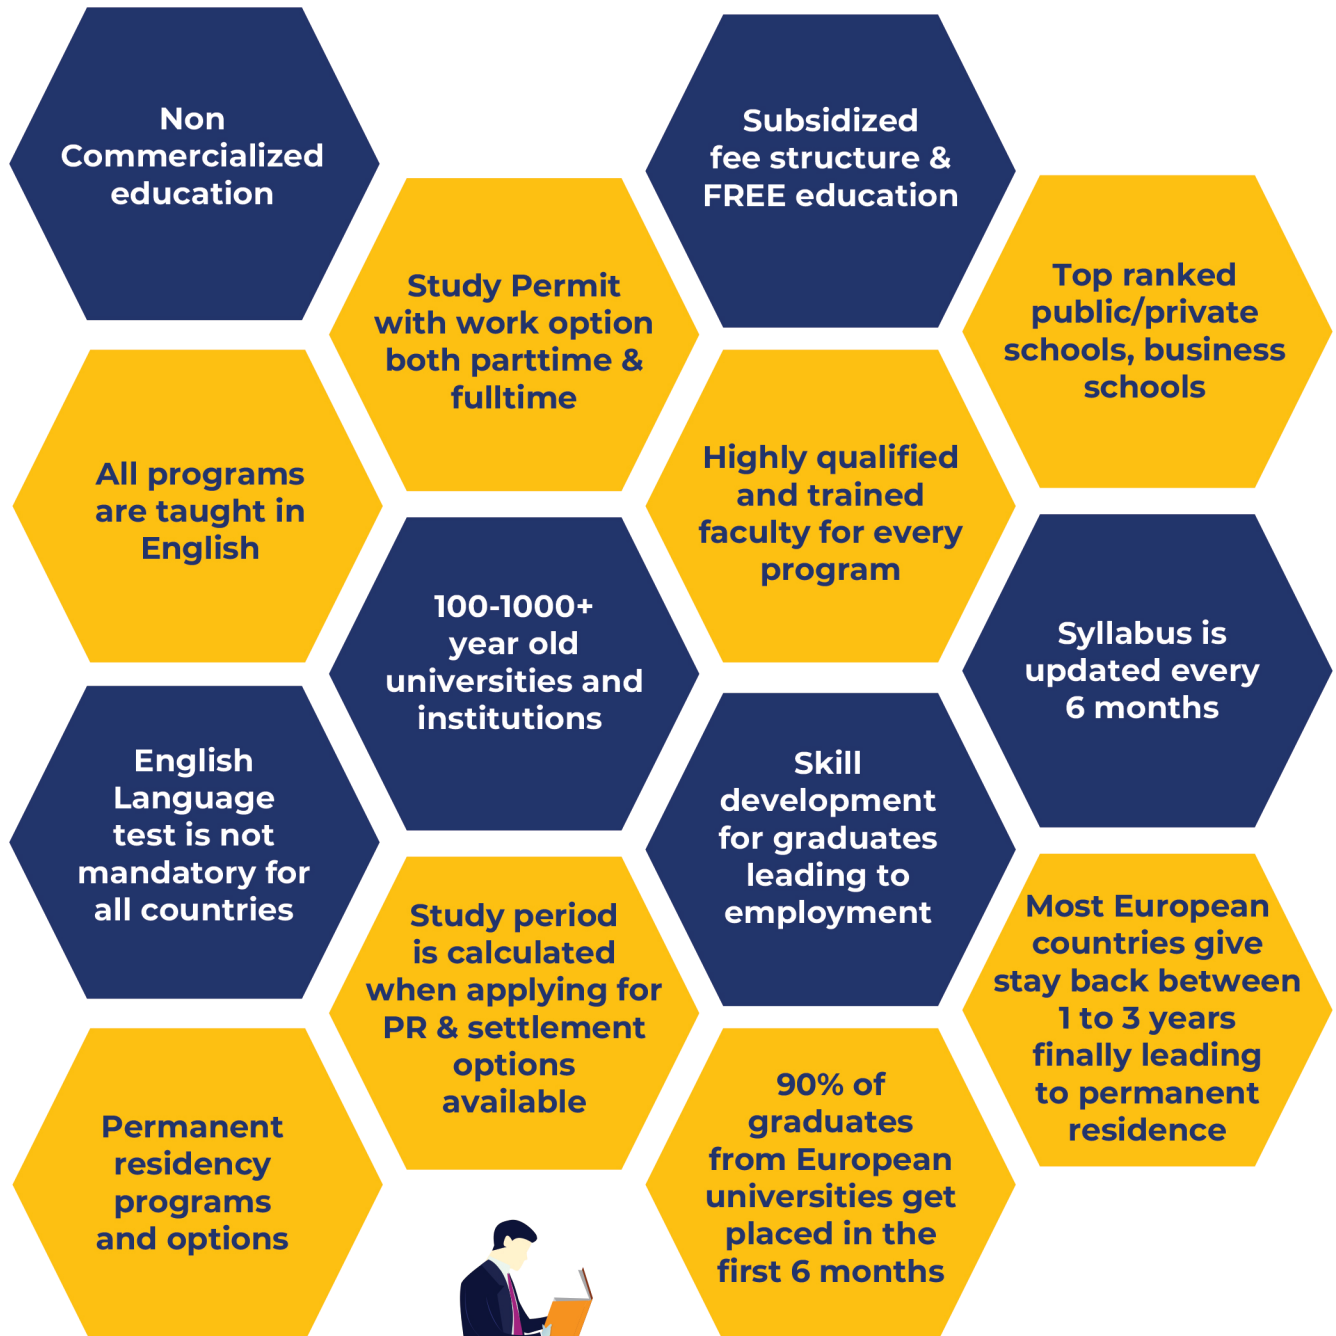 Non
Commercialized
education
Subsidized
fee structure &
FREE education
Study Permit
with work option
both parttime &
fulltime
Top ranked
public/private
schools, business
schools
All programs
are taught in
English
Highly qualified
and trained
faculty for every
program
100-1000+
year old
universities and
institutions
Syllabus is
updated every
6 months
English
Language
test is not
mandatory for
all countries
Skill
development
for graduates
leading to
employment
Study period
is calculated
when applying for
PR & settlement
options
available
Most European
countries give
stay back between
1 to 3 years
finally leading
to permanent
residence
Permanent
residency
programs
and options
90% of
graduates
from European
universities get
placed in the
first 6 months